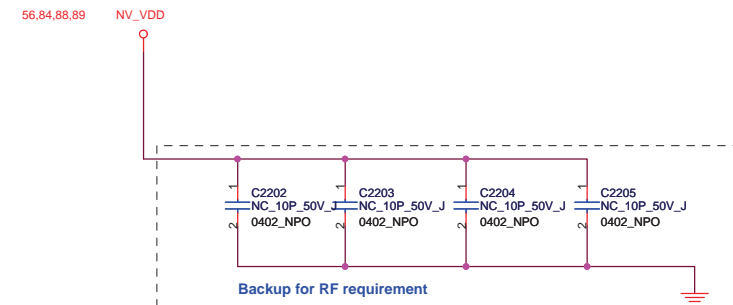 56,84,88,89 NV_VDD
1 C2202 1 C2203 1 C2204 1 C2205
NC_10P_50V_J NC_10P_50V_J NC_10P_50V_J NC_10P_50V_J
2 0402_NPO 2 0402_NPO 2 0402_NPO 2 0402_NPO
Backup for RF requirement